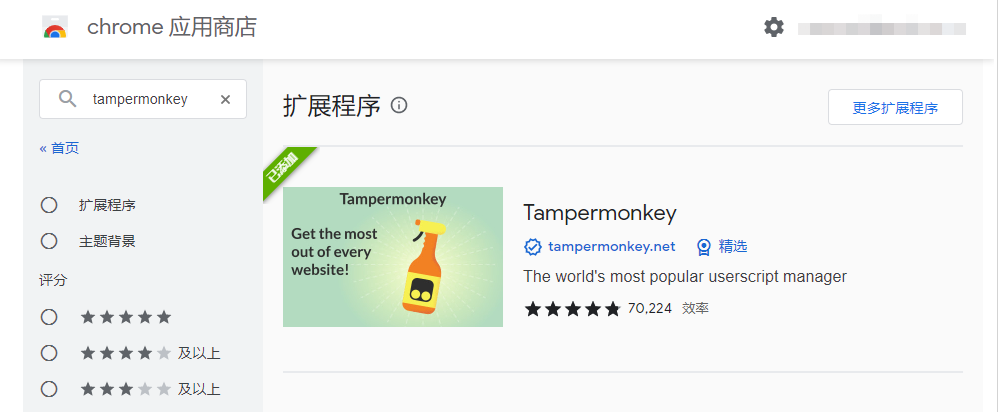 chrome 应用商店
tampermonkey
« 首页
扩展程序
主题背景
评分
及以上
及以上
扩展程序
更多扩展程序
已添加
Tampermonkey
Get the most
out of every
website!
Tampermonkey
tampermonkey.net 精选
The world's most popular userscript manager
70,224 效率